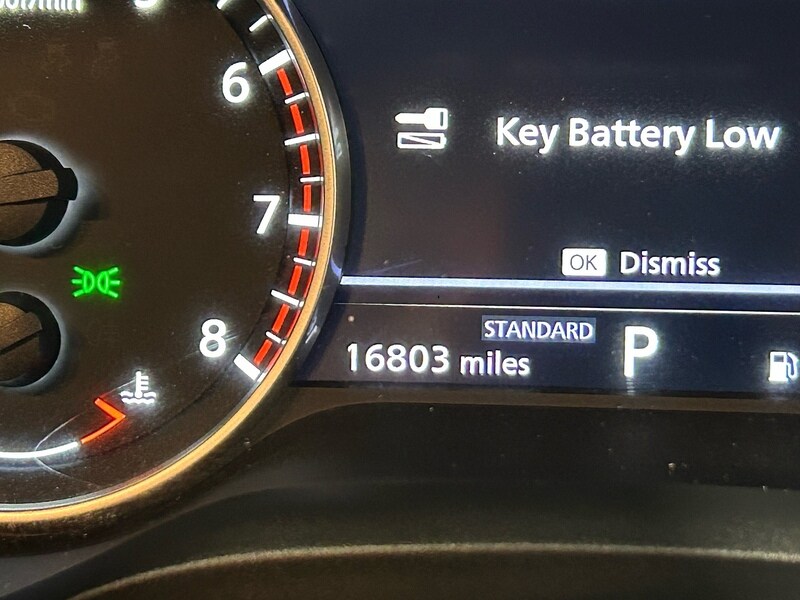 6
Key Battery Low
7
OK Dismiss
STANDARD
8
16803 miles P